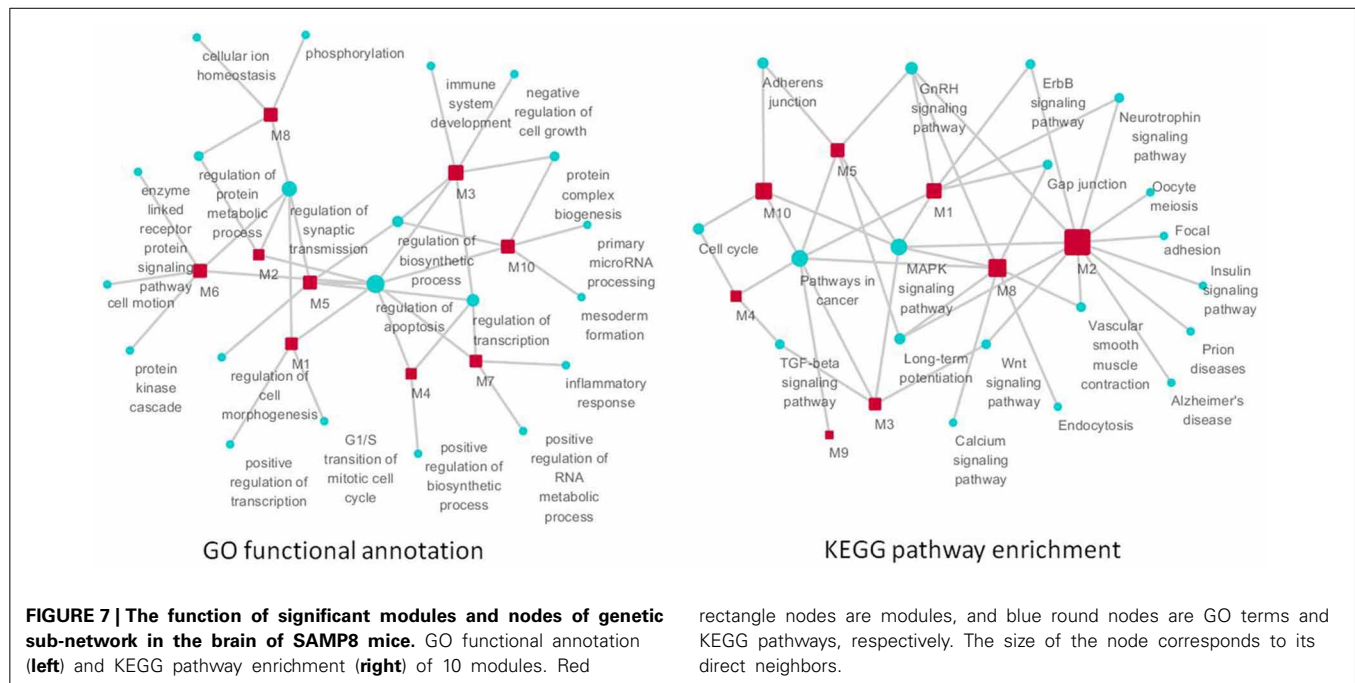 cellular ion
homeostasis
phosphorylation
M8
immune
system
development
negative
regulation of
cell growth
M3
enzyme
linked
receptor
protein
signaling
pathway
regulation of
protein
metabolic
process
regulation of
synaptic
transmission
protein
complex
biogenesis
regulation of
biosynthetic
process
primary
microRNA
processing
M10
M2
M6
M5
cell motion
regulation of
apoptosis
regulation of
transcription
mesoderm
formation
M1
protein
kinase
cascade
regulation of
cell
morphogenesis
M4
M7
inflammatory
response
positive
regulation of
transcription
G1/S
transition of
mitotic cell
cycle
positive
regulation of
biosynthetic
process
positive
regulation of
RNA
metabolic
process
GO functional annotation
Adherens
junction
GnRH
signaling
pathway
ErbB
signaling
pathway
Neurotrophin
signaling
pathway
M5
M10
M1
Gap junction
Oocyte
meiosis
Cell cycle
Focal
adhesion
M2
Pathways in
cancer
MAPK
signaling
pathway
M8
Insulin
signaling
pathway
M4
Vascular
smooth
muscle
contraction
Prion
diseases
TGF-beta
signaling
pathway
Long-term
potentiation
Wnt
signaling
pathway
Alzheimer's
disease
M3
M9
Calcium
signaling
pathway
Endocytosis
KEGG pathway enrichment
FIGURE 7 | The function of significant modules and nodes of genetic
sub-network in the brain of SAMP8 mice. GO functional annotation
(left) and KEGG pathway enrichment (right) of 10 modules. Red
rectangle nodes are modules, and blue round nodes are GO terms and
KEGG pathways, respectively. The size of the node corresponds to its
direct neighbors.